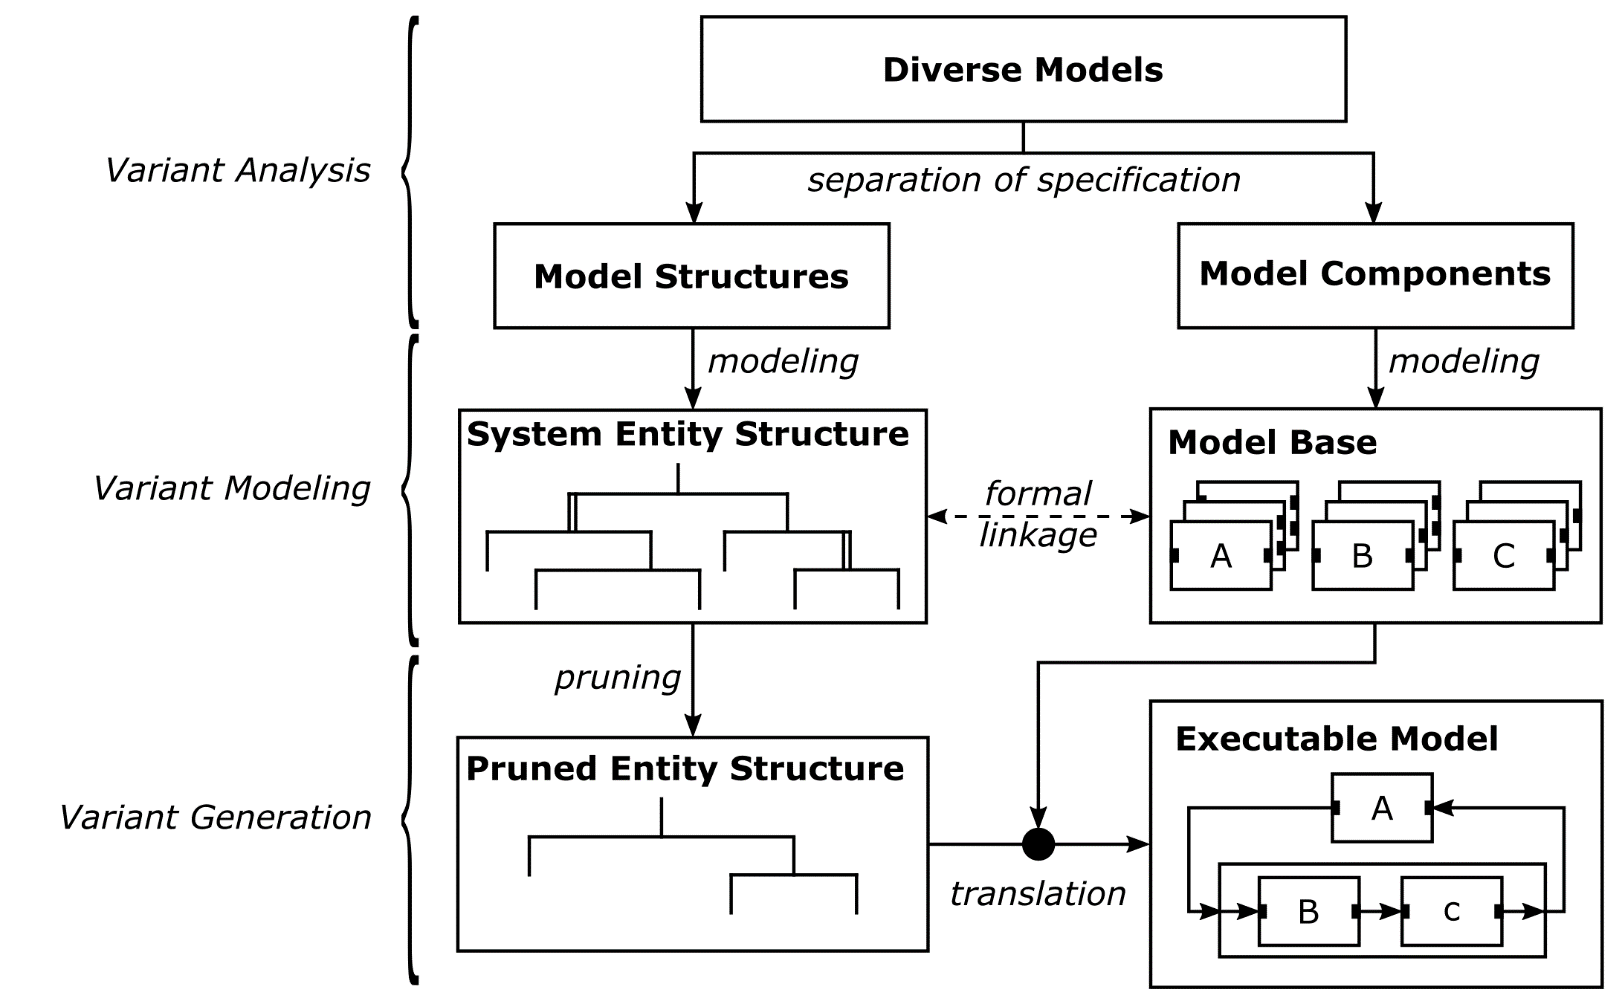 Diverse Models
Variant Analysis
separation of specification
Model Structures
Model Components
modeling
modeling
System Entity Structure
Model Base
Variant Modeling
formal
linkage
A
B
C
pruning
Pruned Entity Structure
Executable Model
Variant Generation
A
translation
B
c